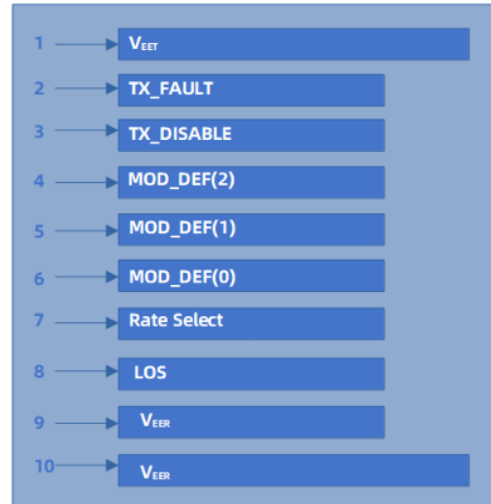 1 VEET
2 TX_FAULT
3 TX_DISABLE
4 MOD_DEF(2)
5 MOD_DEF(1)
6 MOD_DEF(0)
7 Rate Select
8 LOS
9 VEER
10 VEER